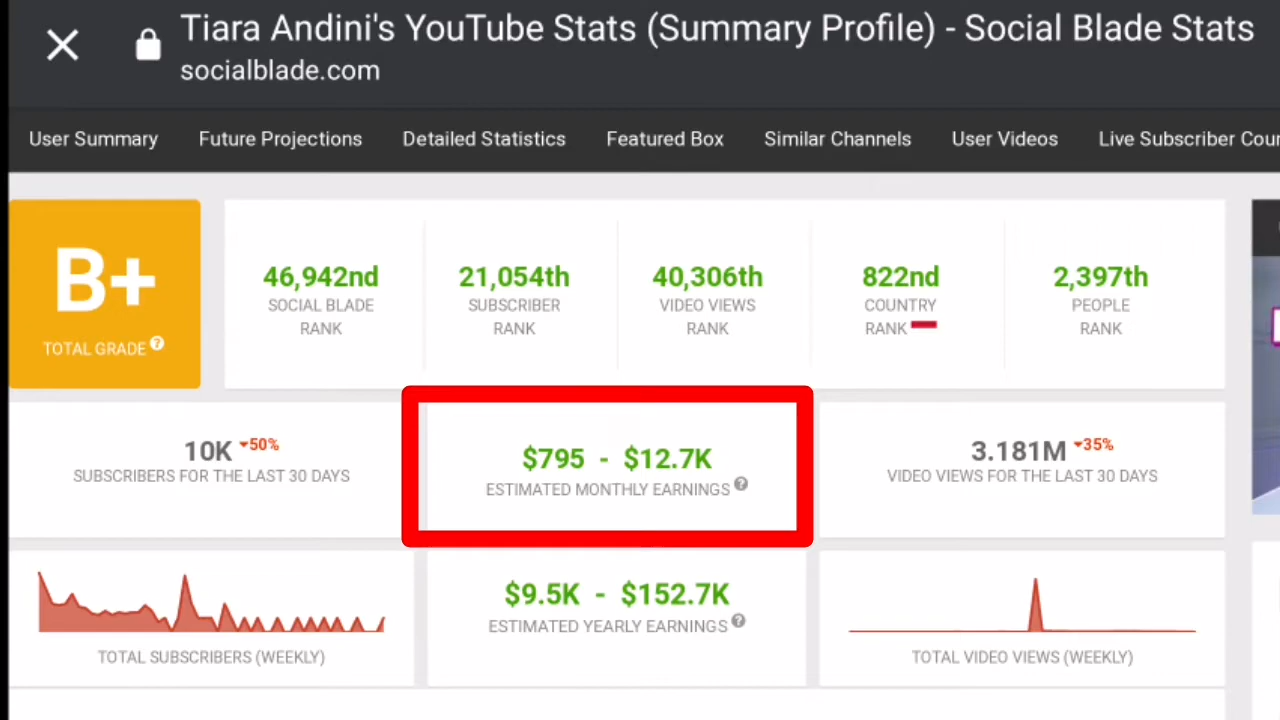 Tiara Andini's YouTube Stats (Summary Profile) - Social Blade Stats
socialblade.com
User Summary Future Projections Detailed Statistics Featured Box Similar Channels User Videos Live Subscriber Coun
B+
TOTAL GRADE ?
46,942nd
SOCIAL BLADE
RANK
21,054th
SUBSCRIBER
RANK
40,306th
VIDEO VIEWS
RANK
822nd
COUNTRY
RANK
2,397th
PEOPLE
RANK
10K 50%
SUBSCRIBERS FOR THE LAST 30 DAYS
$795 - $12.7K
ESTIMATED MONTHLY EARNINGS ?
3.181M 35%
VIDEO VIEWS FOR THE LAST 30 DAYS
TOTAL SUBSCRIBERS (WEEKLY)
$9.5K - $152.7K
ESTIMATED YEARLY EARNINGS ?
TOTAL VIDEO VIEWS (WEEKLY)